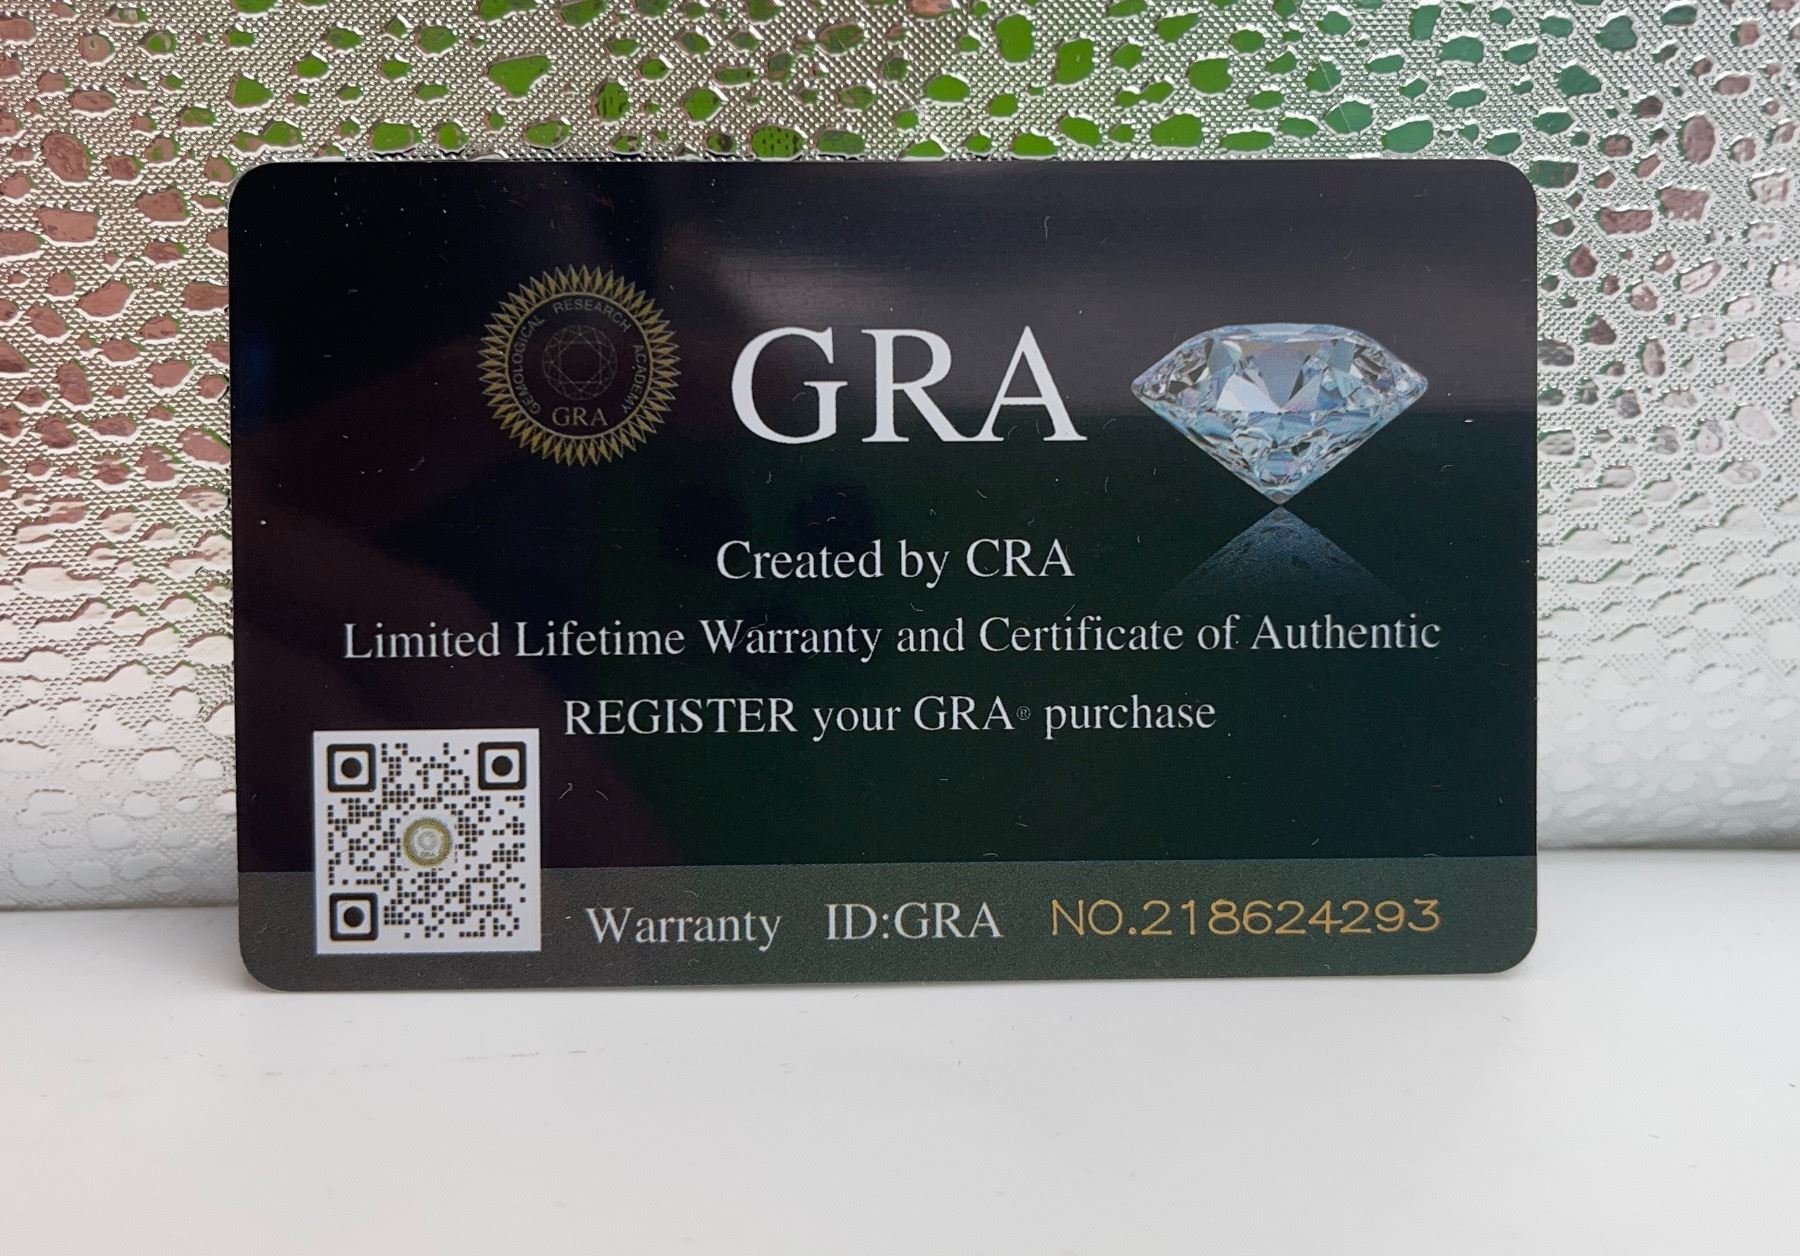 GEMOLOGICAL RESEARCH ACADEMY
GRA
GRA
Created by CRA
Limited Lifetime Warranty and Certificate of Authentic
REGISTER your GRA® purchase
Warranty ID:GRA NO.218624293